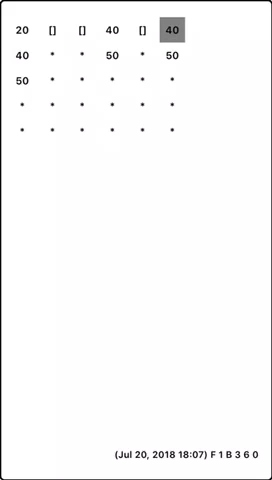 20 [] [] 40 [] 40
40 * * 50 * 50
50 * * * * *
* * * * * *
* * * * * *
(Jul 20, 2018 18:07) F 1 B 3 6 0